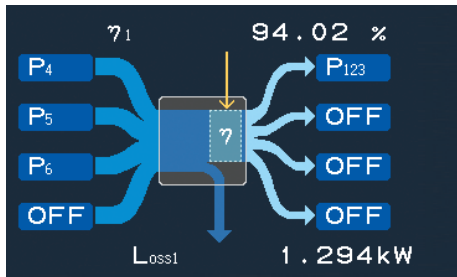 η1 94.02 %
P4 P123
P5 OFF
η
P6 OFF
OFF OFF
Loss1 1.294kW